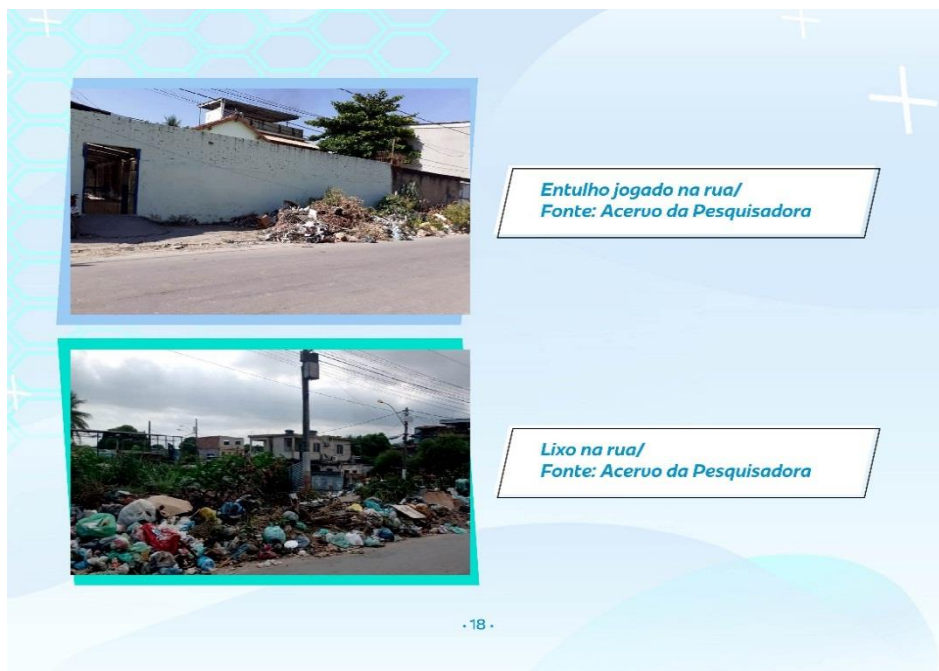 Entulho jogado na rua/
Fonte: Acervo da Pesquisadora
Lixo na rua/
Fonte: Acervo da Pesquisadora
• 18 •